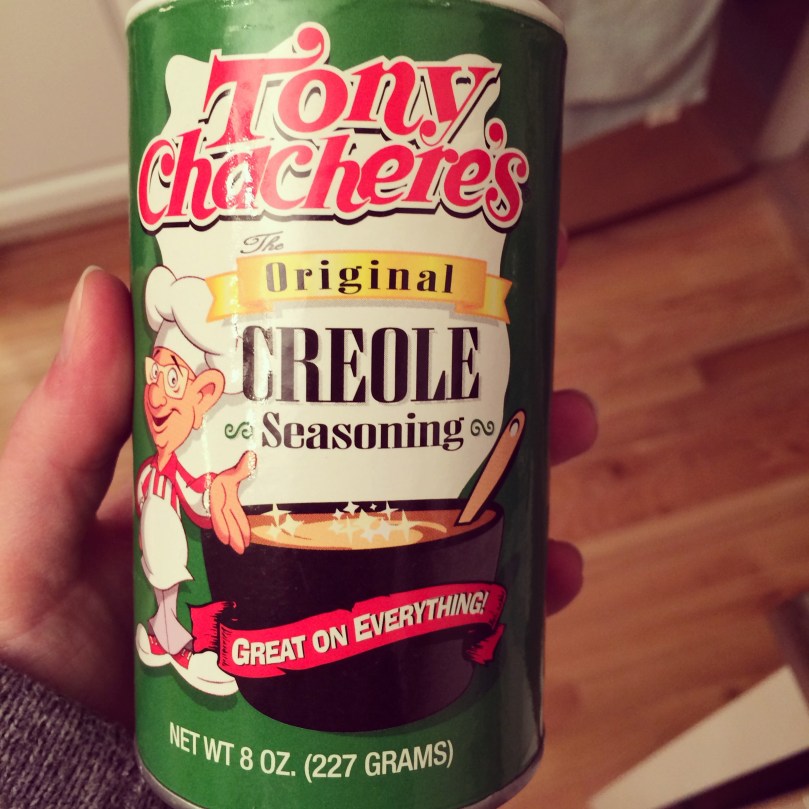 Tony
Chachere's
The
Original
CREOLE
Seasoning
GREAT ON EVERYTHING!
NET WT 8 OZ. (227 GRAMS)